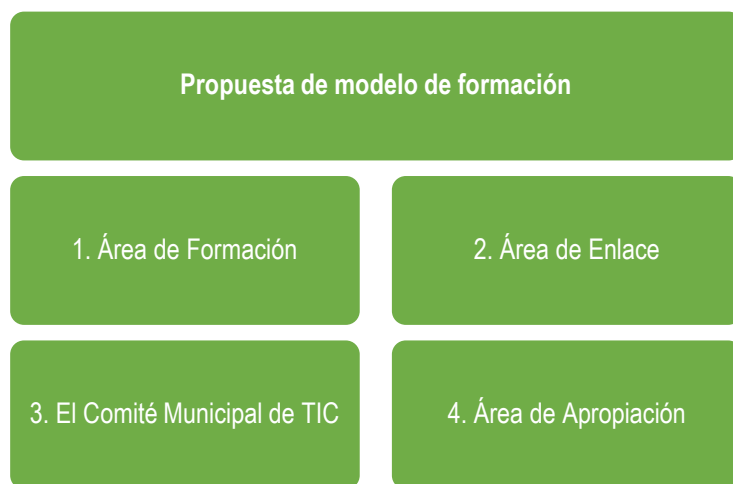 Propuesta de modelo de formación
1. Área de Formación
2. Área de Enlace
3. El Comité Municipal de TIC
4. Área de Apropiación